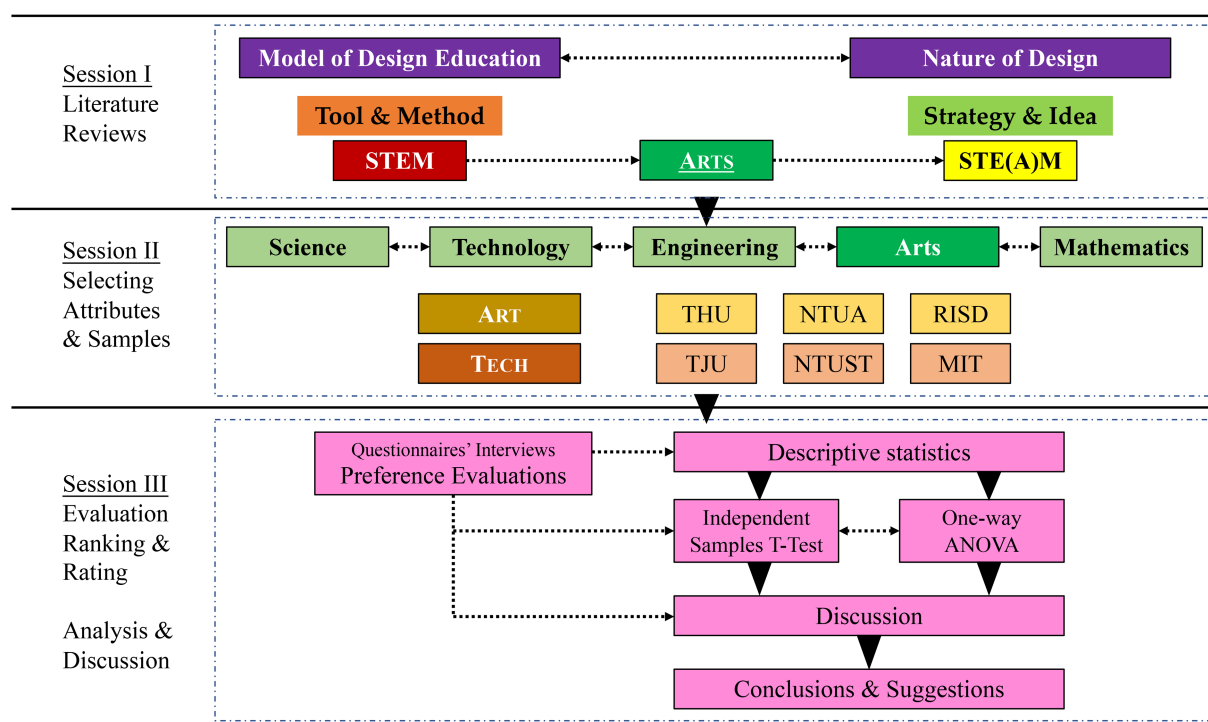 Session I
Literature
Reviews
Model of Design Education
Nature of Design
Tool & Method
Strategy & Idea
STEM
ARTS
STE(A)M
Session II
Selecting
Attributes
& Samples
Science
Technology
Engineering
Arts
Mathematics
ART
THU
NTUA
RISD
TECH
TJU
NTUST
MIT
Session III
Evaluation
Ranking &
Rating
Analysis &
Discussion
Questionnaires’ Interviews
Preference Evaluations
Descriptive statistics
Independent
Samples T-Test
One-way
ANOVA
Discussion
Conclusions & Suggestions